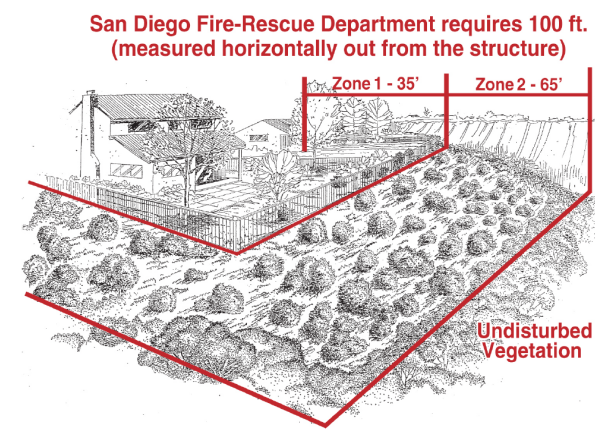 San Diego Fire-Rescue Department requires 100 ft.
(measured horizontally out from the structure)
Zone 1 - 35'
Zone 2 - 65'
Undisturbed
Vegetation